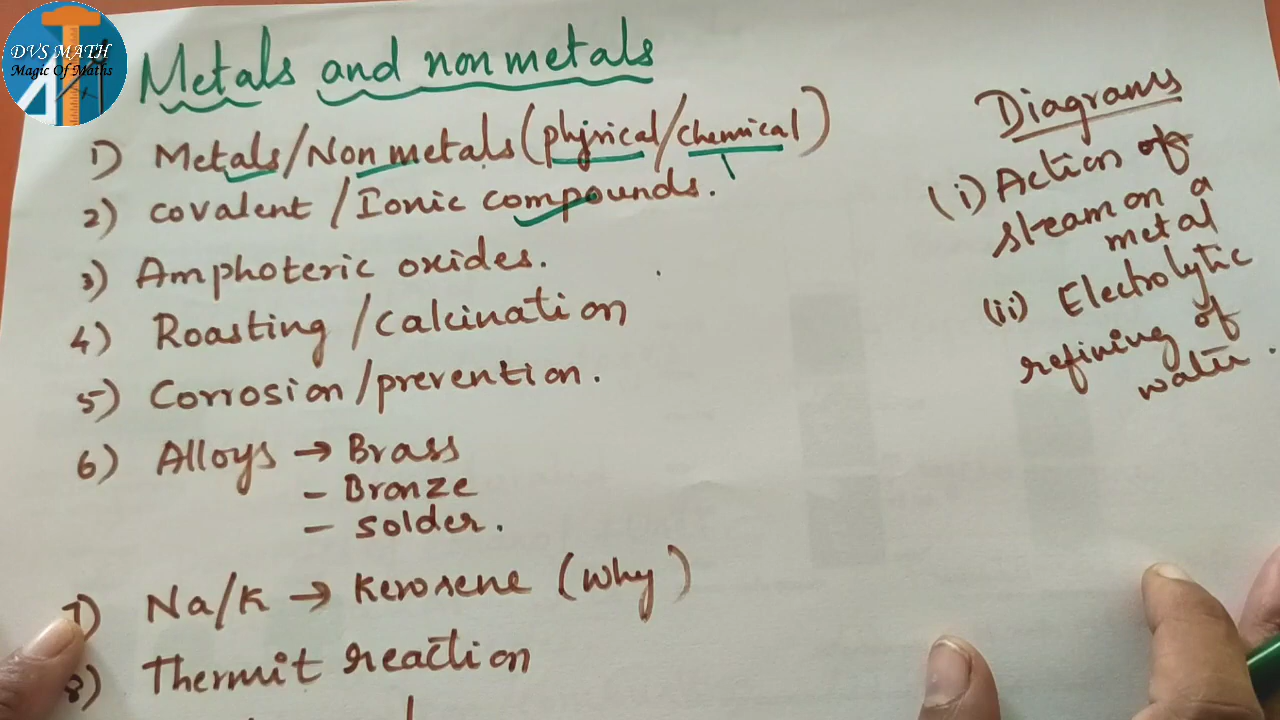 DVS MATH
Magic Of Maths
Metals and non metals
1) Metals/Non metals (physical/chemical)
2) covalent / Ionic compounds.
3) Amphoteric oxides.
4) Roasting / calcination
5) Corrosion / prevention.
6) Alloys → Brass
– Bronze
– solder.
7) Na/K → Kerosene (why)
8) Thermit reaction
Diagrams
(i) Action of
steam on a
metal
(ii) Electrolytic
refining of
water.